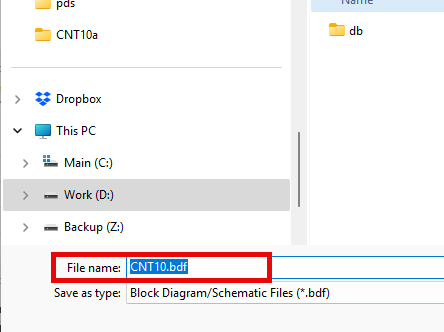 pds
Name
CNT10a
db
Dropbox
This PC
Main (C:)
Work (D:)
Backup (Z:)
File name: CNT10.bdf
Save as type: Block Diagram/Schematic Files (*.bdf)